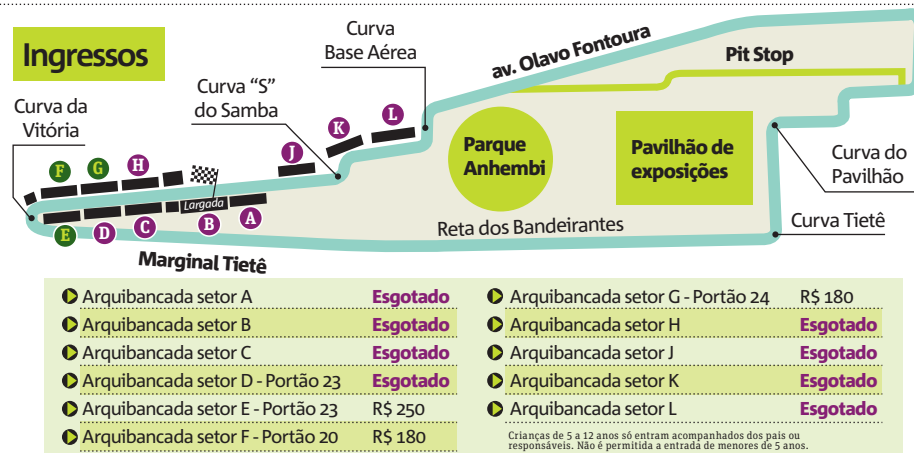 Ingressos
Curva da
Vitória
Curva "S"
do Samba
Curva
Base Aérea
av. Olavo Fontoura
Pit Stop
Parque
Anhembi
Pavilhão de
exposições
Curva do
Pavilhão
Curva Tietê
Reta dos Bandeirantes
Marginal Tietê
F
G
H
J
K
L
Largada
E
D
C
B
A
Arquibancada setor A Esgotado
Arquibancada setor B Esgotado
Arquibancada setor C Esgotado
Arquibancada setor D - Portão 23 Esgotado
Arquibancada setor E - Portão 23 R$ 250
Arquibancada setor F - Portão 20 R$ 180
Arquibancada setor G - Portão 24 R$ 180
Arquibancada setor H Esgotado
Arquibancada setor J Esgotado
Arquibancada setor K Esgotado
Arquibancada setor L Esgotado
Crianças de 5 a 12 anos só entram acompanhados dos pais ou
responsáveis. Não é permitida a entrada de menores de 5 anos.